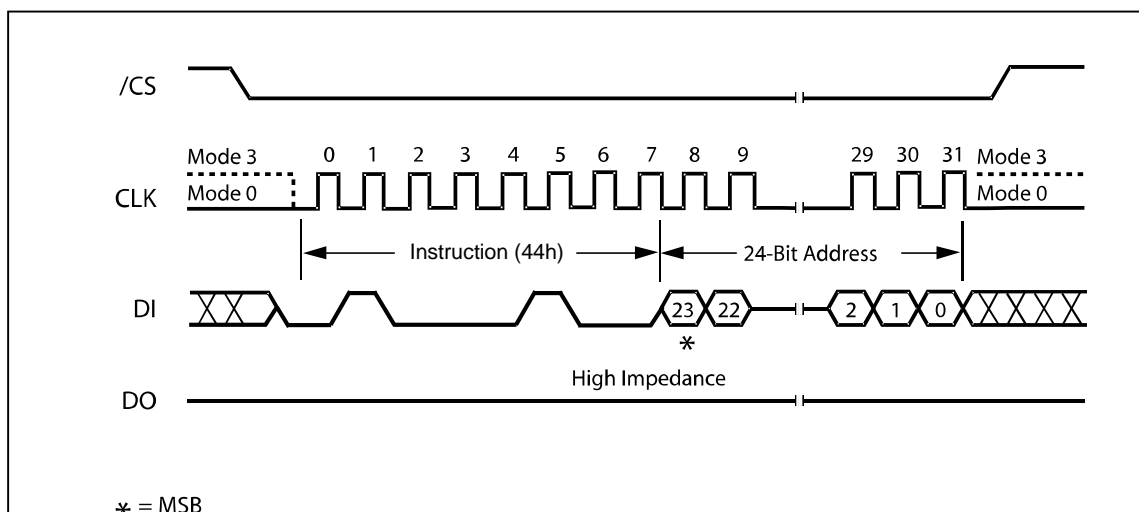 /CS
Mode 3 0 1 2 3 4 5 6 7 8 9 29 30 31 Mode 3
CLK Mode 0 Mode 0
Instruction (44h) 24-Bit Address
DI 23 22 2 1 0
*
High Impedance
DO
* = MSB